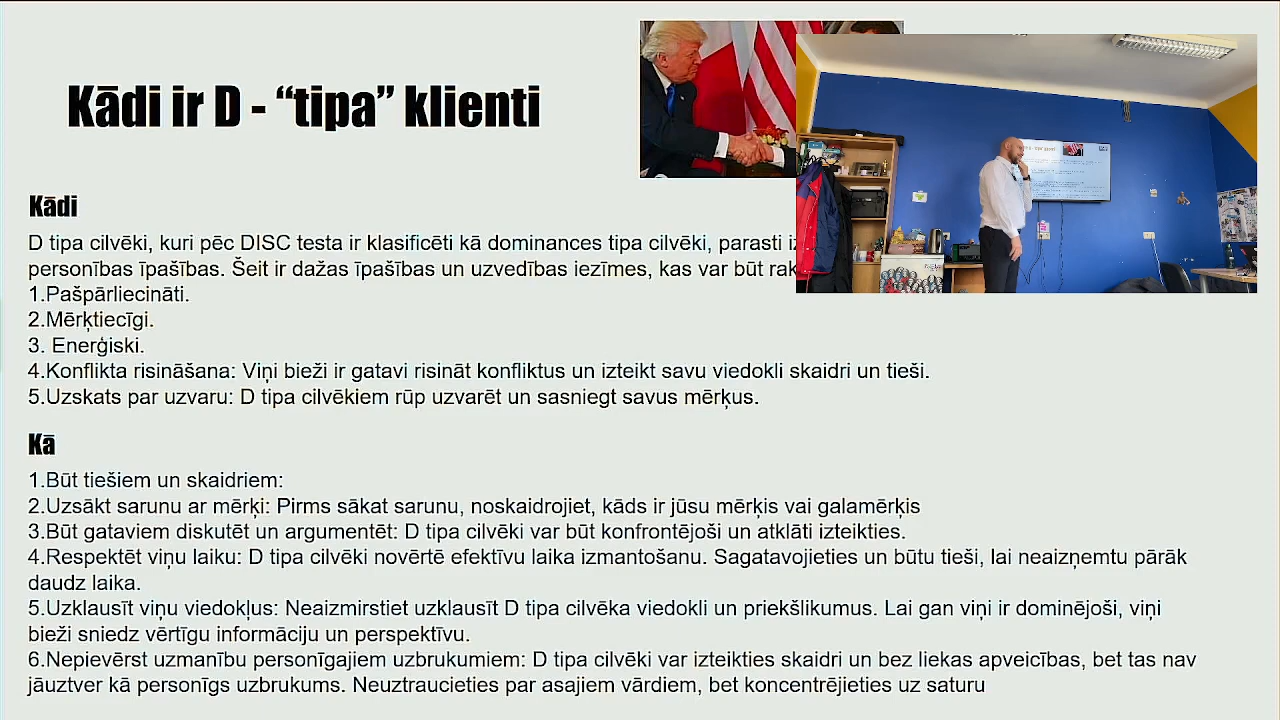 Kādi ir D - “tipa” klienti
Kādi
D tipa cilvēki, kuri pēc DISC testa ir klasificēti kā dominances tipa cilvēki, parasti
personības īpašības. Šeit ir dažas īpašības un uzvedības iezīmes, kas var būt
1.Pašpārliecināti.
2.Mērķtiecīgi.
3. Enerģiski.
4.Konflikta risināšana: Viņi bieži ir gatavi risināt konfliktus un izteikt savu viedokli skaidri un tieši.
5.Uzskats par uzvaru: D tipa cilvēkiem rūp uzvarēt un sasniegt savus mērķus.
Kā
1.Būt tiešiem un skaidriem:
2.Uzsākt sarunu ar mērķi: Pirms sākat sarunu, noskaidrojiet, kāds ir jūsu mērķis vai galamērķis
3.Būt gataviem diskutēt un argumentēt: D tipa cilvēki var būt konfrontējoši un atklāti izteikties.
4.Respektēt viņu laiku: D tipa cilvēki novērtē efektīvu laika izmantošanu. Sagatavojieties un būtu tieši, lai neaizņemtu pārāk
daudz laika.
5.Uzklausīt viņu viedokļus: Neaizmirstiet uzklausīt D tipa cilvēka viedokli un priekšlikumus. Lai gan viņi ir dominējoši, viņi
bieži sniedz vērtīgu informāciju un perspektīvu.
6.Nepievērst uzmanību personīgajiem uzbrukumiem: D tipa cilvēki var izteikties skaidri un bez liekas apveicības, bet tas nav
jāuztver kā personīgs uzbrukums. Neuztraucieties par asajiem vārdiem, bet koncentrējieties uz saturu